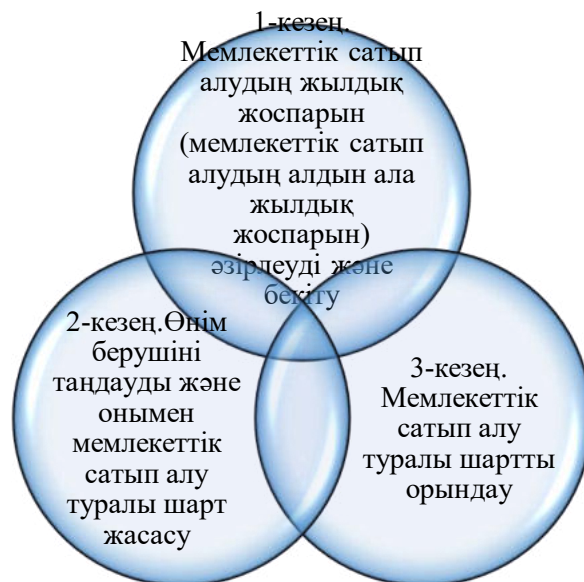 1-кезең.
Мемлекеттік сатып
алудың жылдық
жоспарын
(мемлекеттік сатып
алудың алдын ала
жылдық
жоспарын)
әзірлеуді және
бекіту
2-кезең.Өнім
берушіні
таңдауды және
онымен
мемлекеттік
сатып алу
туралы шарт
жасасу
3-кезең.
Мемлекеттік
сатып алу
туралы шартты
орындау